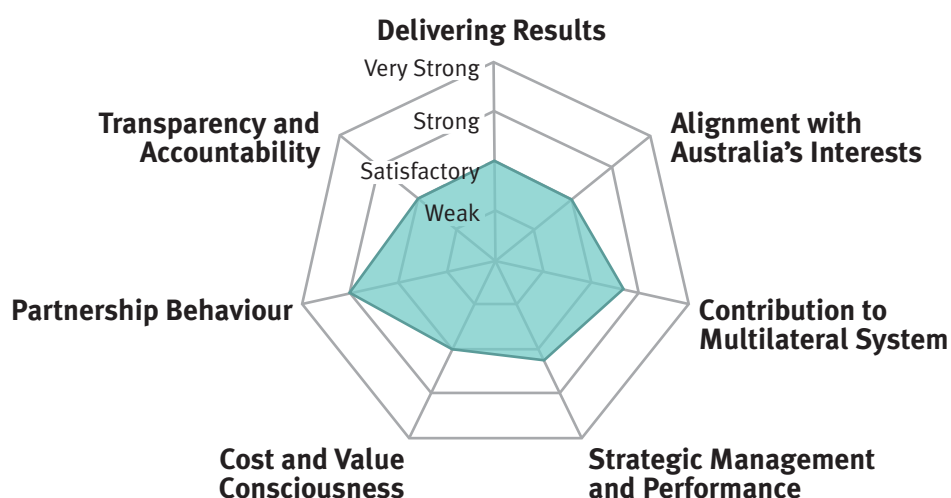 Delivering Results
Very Strong
Strong
Satisfactory
Weak
Transparency and
Accountability
Alignment with
Australia’s Interests
Partnership Behaviour
Contribution to
Multilateral System
Cost and Value
Consciousness
Strategic Management
and Performance